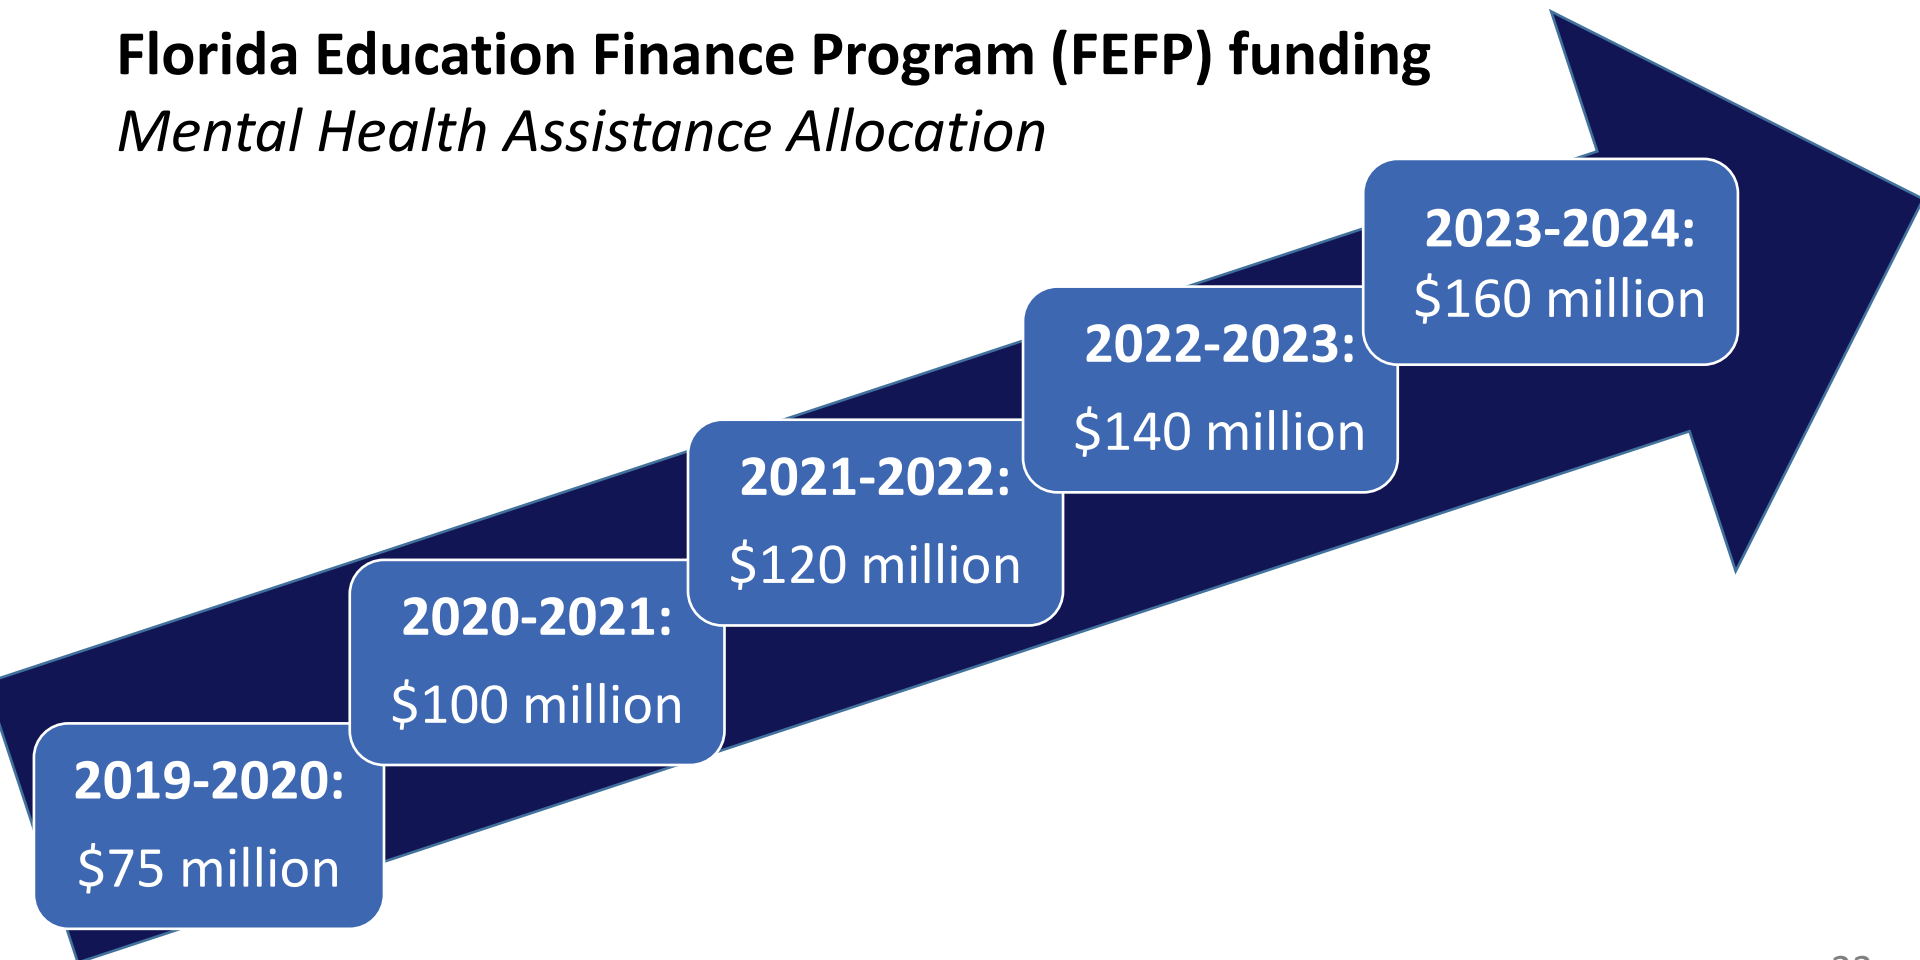 Florida Education Finance Program (FEFP) funding
Mental Health Assistance Allocation
2023-2024:
$160 million
2022-2023:
$140 million
2021-2022:
$120 million
2020-2021:
$100 million
2019-2020:
$75 million